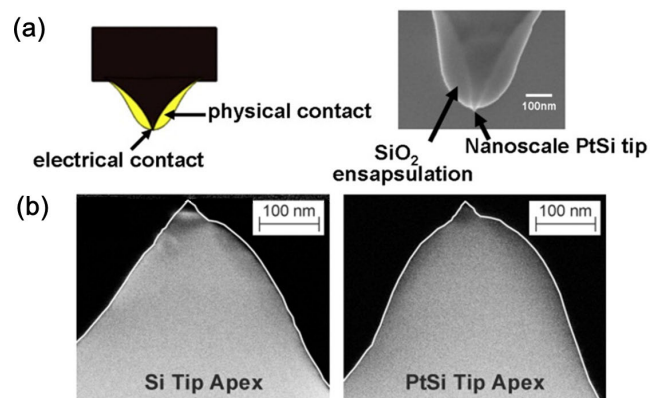 (a)
physical contact
electrical contact
100nm
SiO2
ensapsulation
Nanoscale PtSi tip
(b)
100 nm
Si Tip Apex
100 nm
PtSi Tip Apex